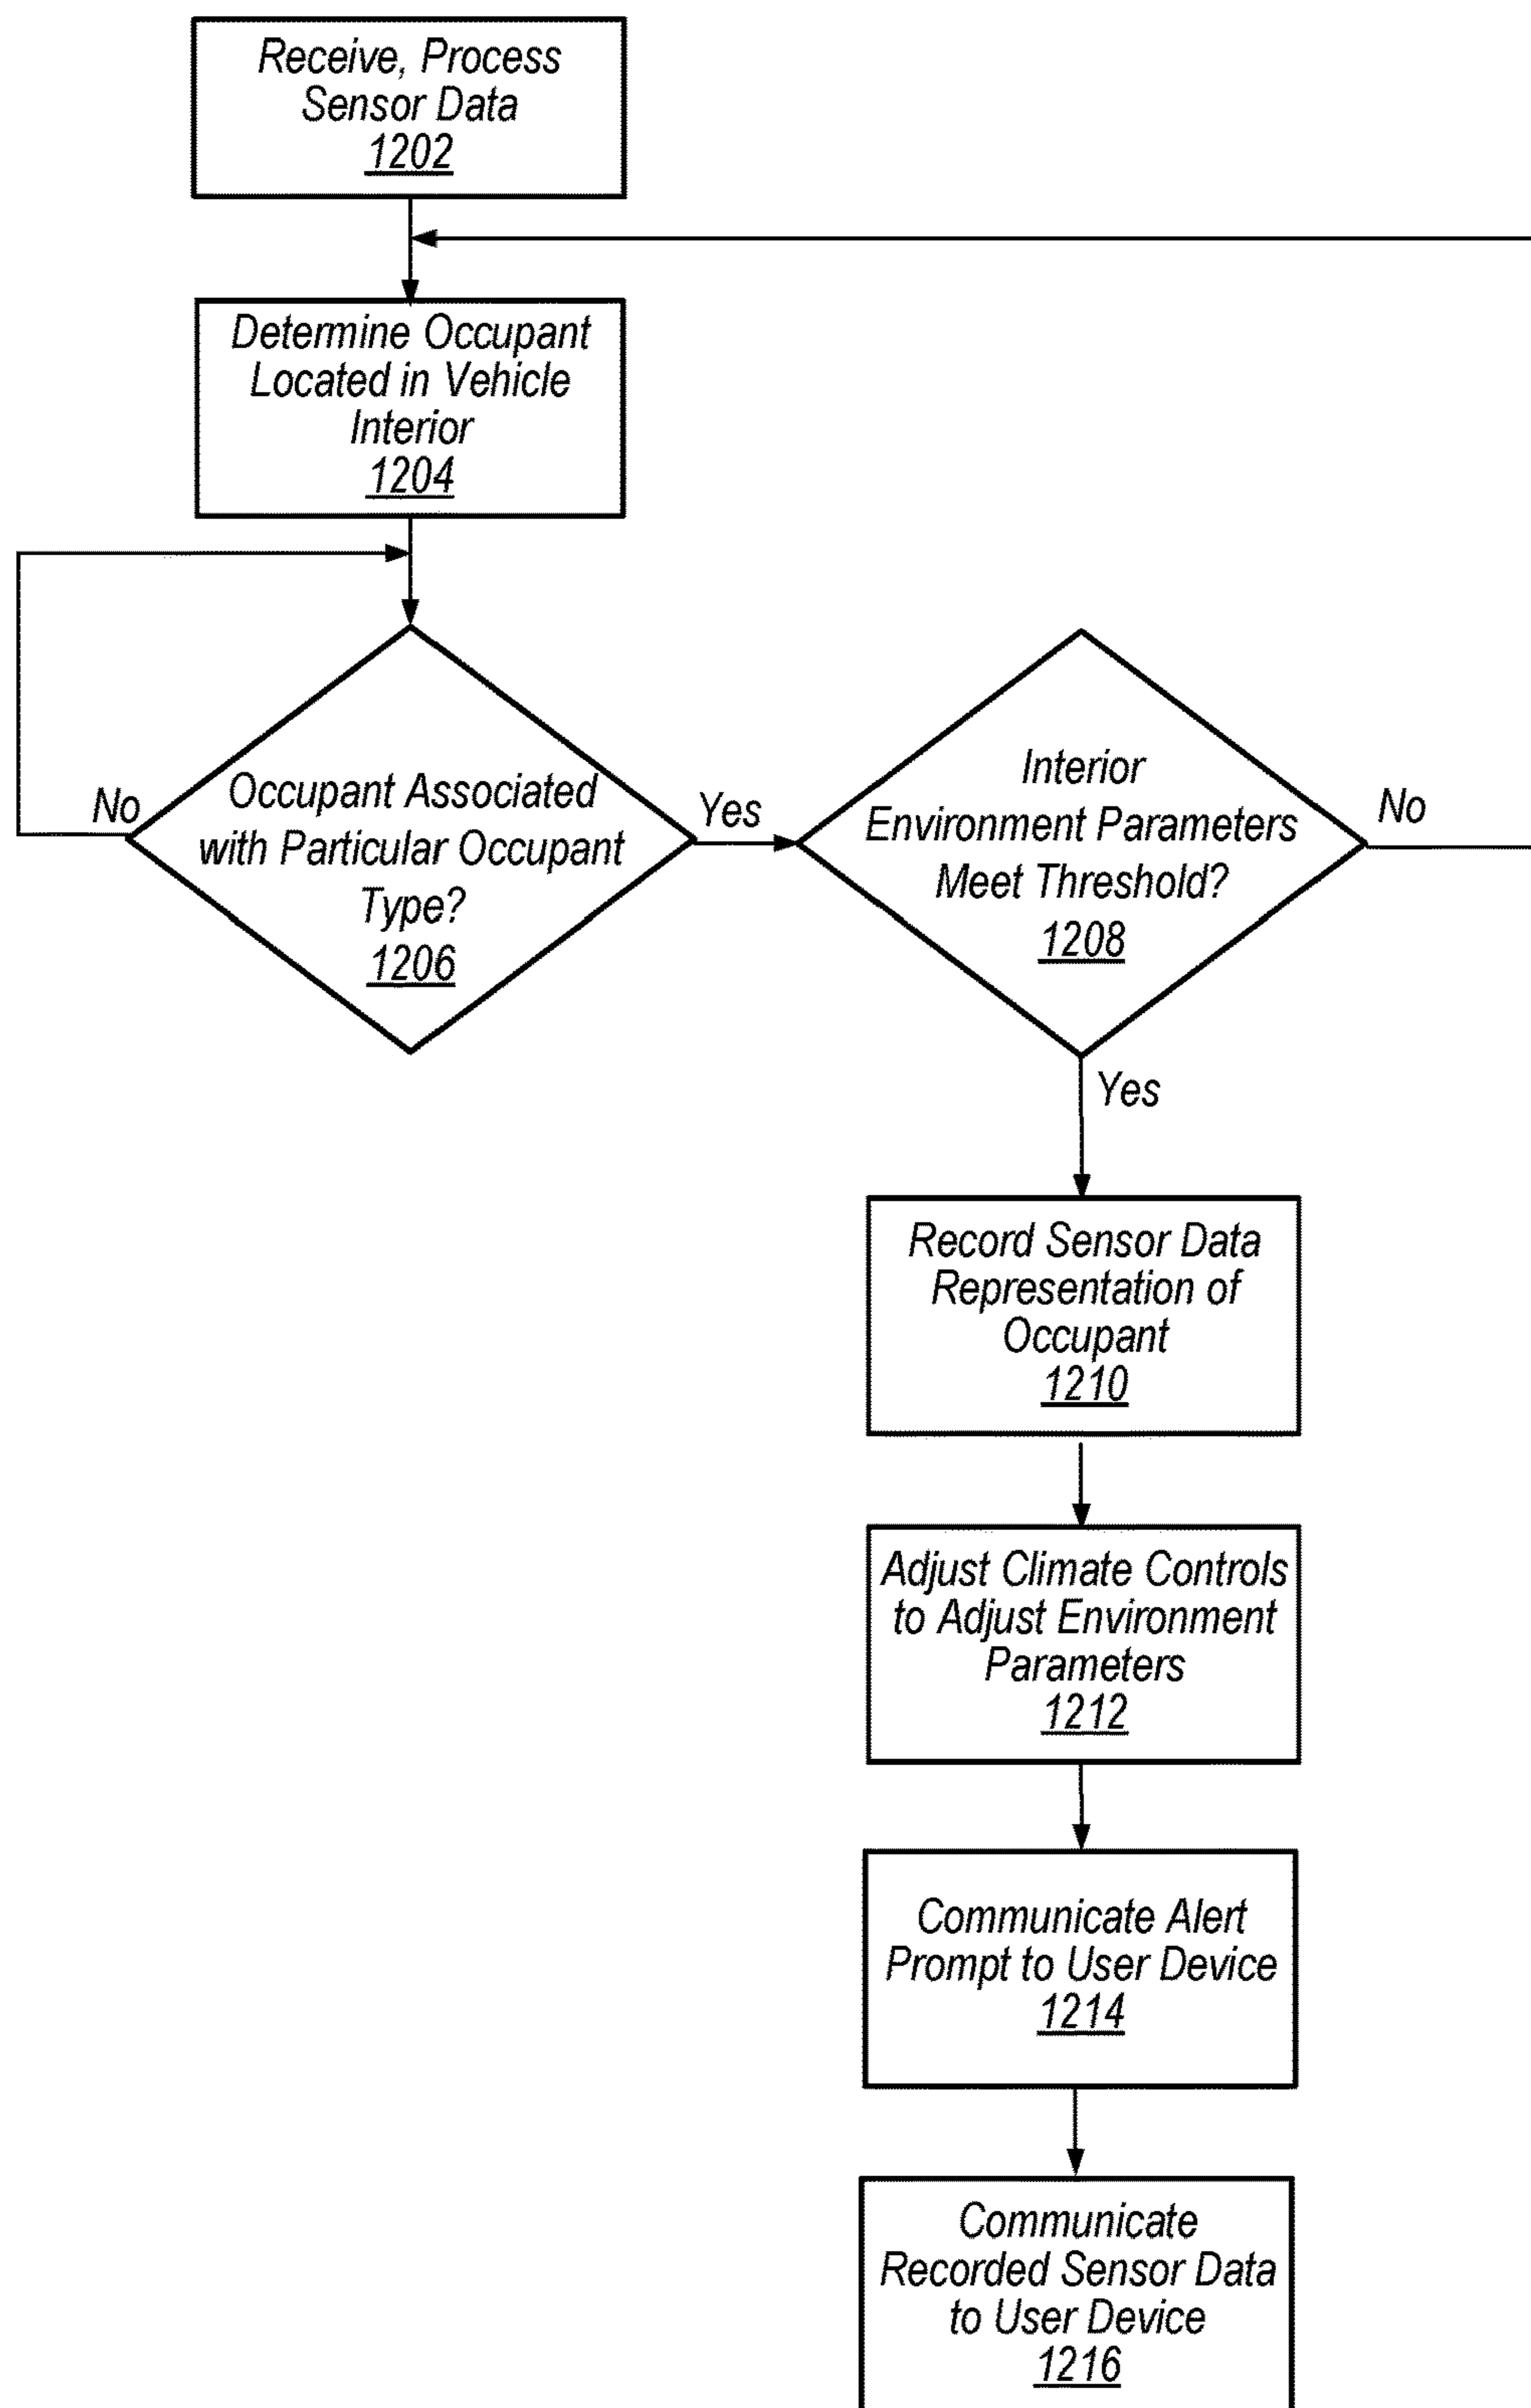 Receive, Process
Sensor Data
1202
Determine Occupant
Located in Vehicle
Interior
1204
No
Occupant Associated
with Particular Occupant
Type?
1206
Yes
Interior
Environment Parameters
Meet Threshold?
1208
No
Yes
Record Sensor Data
Representation of
Occupant
1210
Adjust Climate Controls
to Adjust Environment
Parameters
1212
Communicate Alert
Prompt to User Device
1214
Communicate
Recorded Sensor Data
to User Device
1216